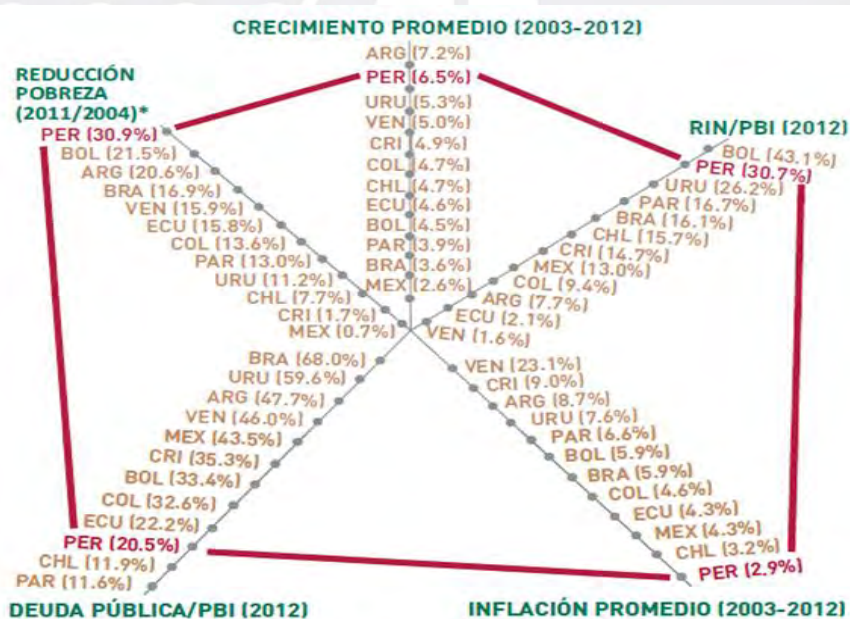 CRECIMIENTO PROMEDIO (2003-2012)
ARG (7.2%)
PER (6.5%)
URU (5.3%)
VEN (5.0%)
CRI (4.9%)
COL (4.7%)
CHL (4.7%)
ECU (4.6%)
BOL (4.5%)
PAR (3.9%)
BRA (3.6%)
MEX (2.6%)
REDUCCIÓN
POBREZA
(2011/2004)*
PER (30.9%)
BOL (21.5%)
ARG (20.6%)
BRA (16.9%)
VEN (15.9%)
ECU (15.8%)
COL (13.6%)
PAR (13.0%)
URU (11.2%)
CHL (7.7%)
CRI (1.7%)
MEX (0.7%)
RIN/PBI (2012)
BOL (43.1%)
PER (30.7%)
URU (26.2%)
PAR (16.7%)
BRA (16.1%)
CHL (15.7%)
CRI (14.7%)
MEX (13.0%)
COL (9.4%)
ARG (7.7%)
ECU (2.1%)
VEN (1.6%)
BRA (68.0%)
URU (59.6%)
ARG (47.7%)
VEN (46.0%)
MEX (43.5%)
CRI (35.3%)
BOL (33.4%)
COL (32.6%)
ECU (22.2%)
PER (20.5%)
CHL (11.9%)
PAR (11.6%)
DEUDA PÚBLICA/PBI (2012)
VEN (23.1%)
CRI (9.0%)
ARG (8.7%)
URU (7.6%)
PAR (6.6%)
BOL (5.9%)
BRA (5.9%)
COL (4.6%)
ECU (4.3%)
MEX (4.3%)
CHL (3.2%)
PER (2.9%)
INFLACIÓN PROMEDIO (2003-2012)